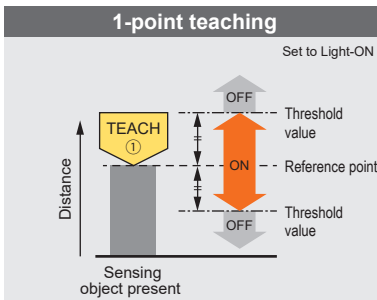 1-point teaching
Set to Light-ON
OFF
TEACH
①
Threshold
value
ON
Reference point
Distance
Threshold
value
OFF
Sensing
object present